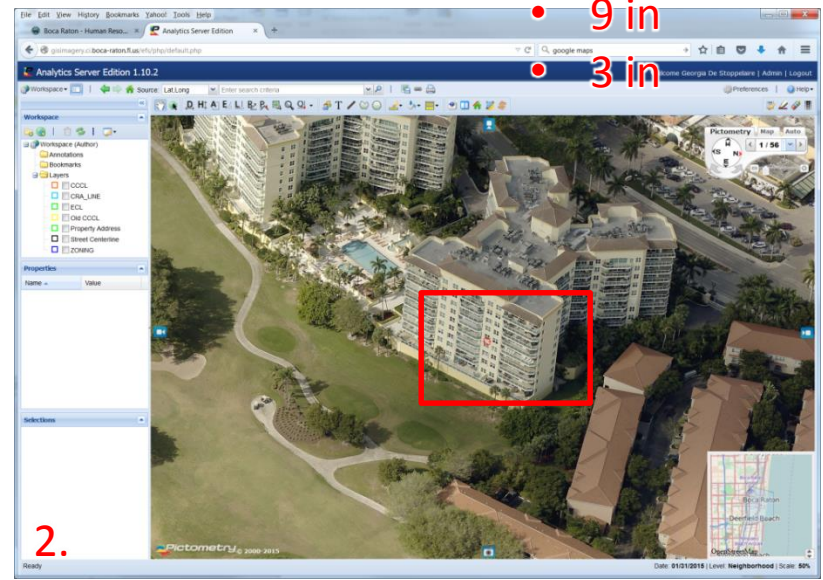 • 9 in
File Edit View History Bookmarks Yahoo! Tools Help
Boca Raton - Human Reso... × Analytics Server Edition × +
boca-raton.fl.us/efs/php/default.php google maps
• 3 in
Analytics Server Edition 1.10.2
come Georgia De Stoppelaire | Admin | Logout
Workspace Source: Lat,Long Enter search criteria Preferences | Help
Workspace
Workspace (Author)
Annotations
Bookmarks
Layers
CCCL
CRA_LINE
ECL
Old CCCL
Property Address
Street Centerline
ZONING
Properties
Name Value
Selections
Pictometry Map Auto
N
S
E
1 / 56
Boca Raton
Deerfield Beach
OpenStreetMap
2.
Pictometry © 2000-2015
Ready
Date: 01/31/2015 | Level: Neighborhood | Scale: 50%